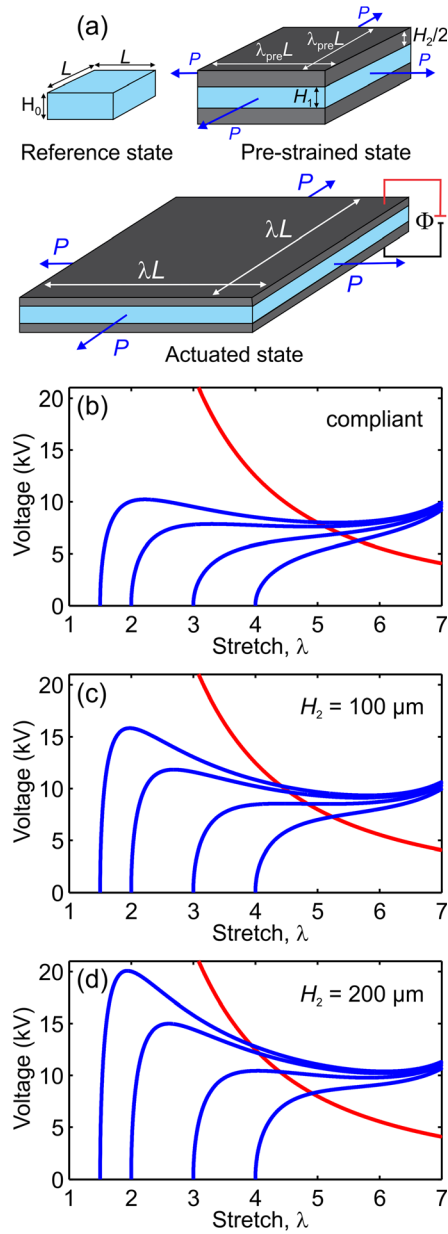 (a)
L
L
H₀
Reference state
P
λpreL
λpreL
H₂/2
P
H₁
P
P
Pre-strained state
P
P
λL
λL
Φ
P
P
Actuated state
(b)
compliant
Voltage (kV)
20
15
10
5
0
1 2 3 4 5 6 7
Stretch, λ
(c)
H₂ = 100 µm
Voltage (kV)
20
15
10
5
0
1 2 3 4 5 6 7
Stretch, λ
(d)
H₂ = 200 µm
Voltage (kV)
20
15
10
5
0
1 2 3 4 5 6 7
Stretch, λ